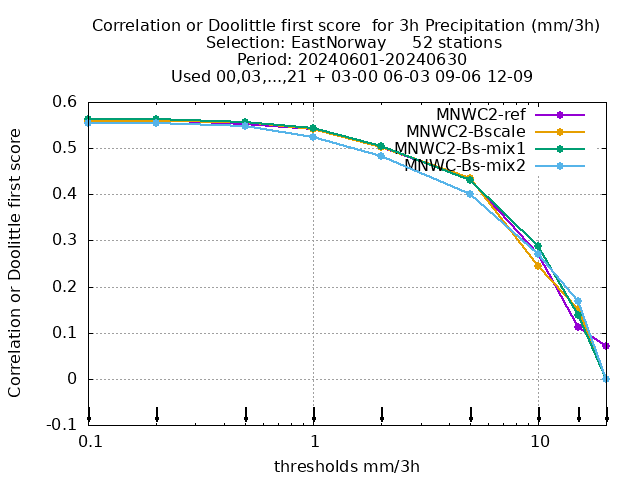 Correlation or Doolittle first score  for 3h Precipitation (mm/3h)
Selection: EastNorway     52 stations
Period: 20240601-20240630
Used 00,03,...,21 + 03-00 06-03 09-06 12-09
Correlation or Doolittle first score
0.6
0.5
0.4
0.3
0.2
0.1
0
-0.1
MNWC2-ref
MNWC2-Bscale
MNWC2-Bs-mix1
MNWC-Bs-mix2
0.1 1 10
thresholds mm/3h